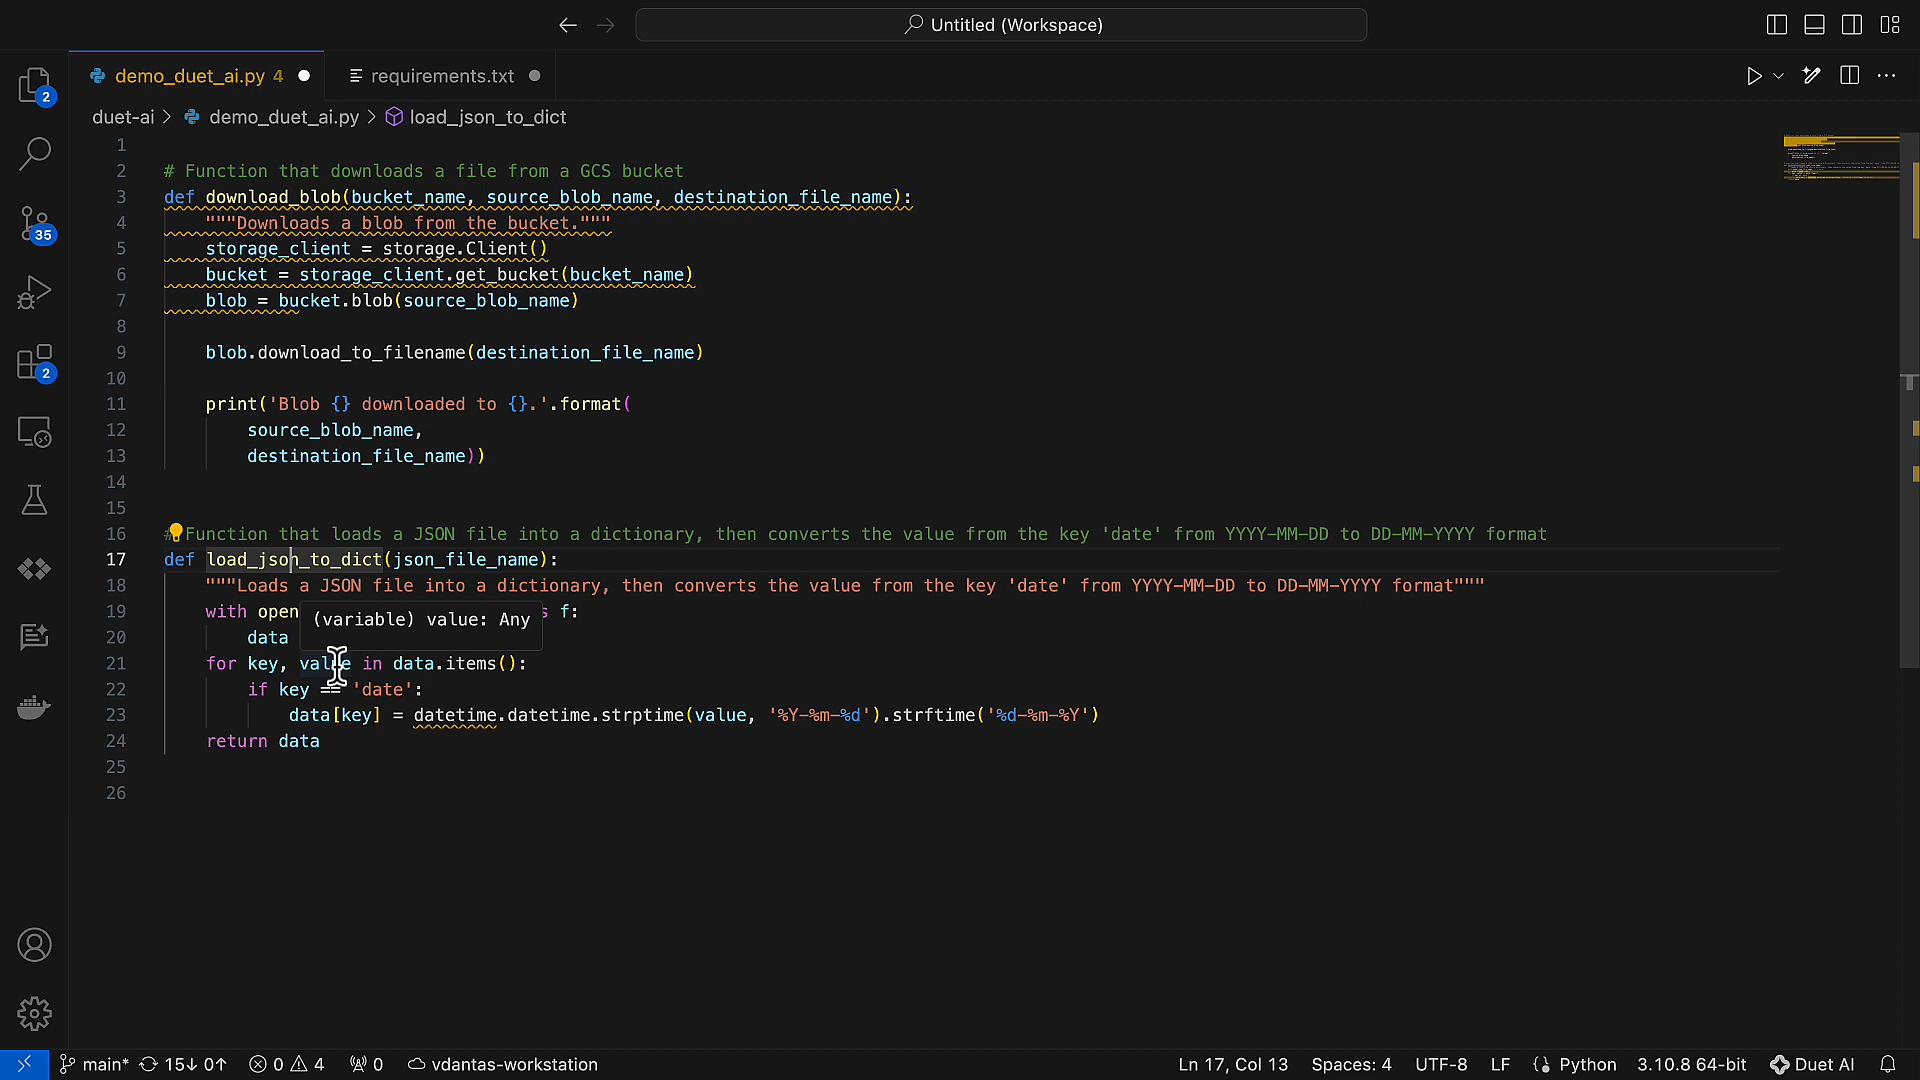 Untitled (Workspace)
demo_duet_ai.py 4
requirements.txt
duet-ai > demo_duet_ai.py > load_json_to_dict
2
35
2
1
2 # Function that downloads a file from a GCS bucket
3 def download_blob(bucket_name, source_blob_name, destination_file_name):
4 """Downloads a blob from the bucket."""
5 storage_client = storage.Client()
6 bucket = storage_client.get_bucket(bucket_name)
7 blob = bucket.blob(source_blob_name)
8
9 blob.download_to_filename(destination_file_name)
10
11 print('Blob {} downloaded to {}.'.format(
12 source_blob_name,
13 destination_file_name))
14
15
16 # Function that loads a JSON file into a dictionary, then converts the value from the key 'date' from YYYY-MM-DD to DD-MM-YYYY format
17 def load_json_to_dict(json_file_name):
18 """Loads a JSON file into a dictionary, then converts the value from the key 'date' from YYYY-MM-DD to DD-MM-YYYY format"""
19 with open f:
(variable) value: Any
20 data
21 for key, value in data.items():
22 if key == 'date':
23 data[key] = datetime.datetime.strptime(value, '%Y-%m-%d').strftime('%d-%m-%Y')
24 return data
25
26
main* 15↓ 0↑ 0 4 0 vdantas-workstation Ln 17, Col 13 Spaces: 4 UTF-8 LF Python 3.10.8 64-bit Duet AI